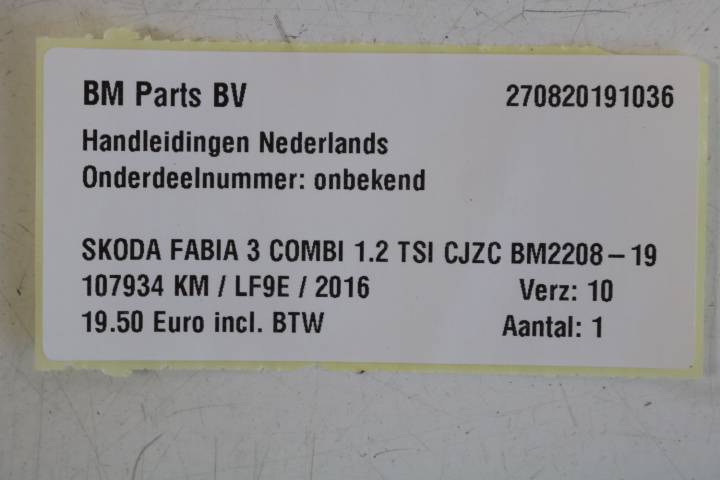 BM Parts BV 270820191036
Handleidingen Nederlands
Onderdeelnummer: onbekend
SKODA FABIA 3 COMBI 1.2 TSI CJZC BM2208-19
107934 KM / LF9E / 2016 Verz: 10
19.50 Euro incl. BTW Aantal: 1